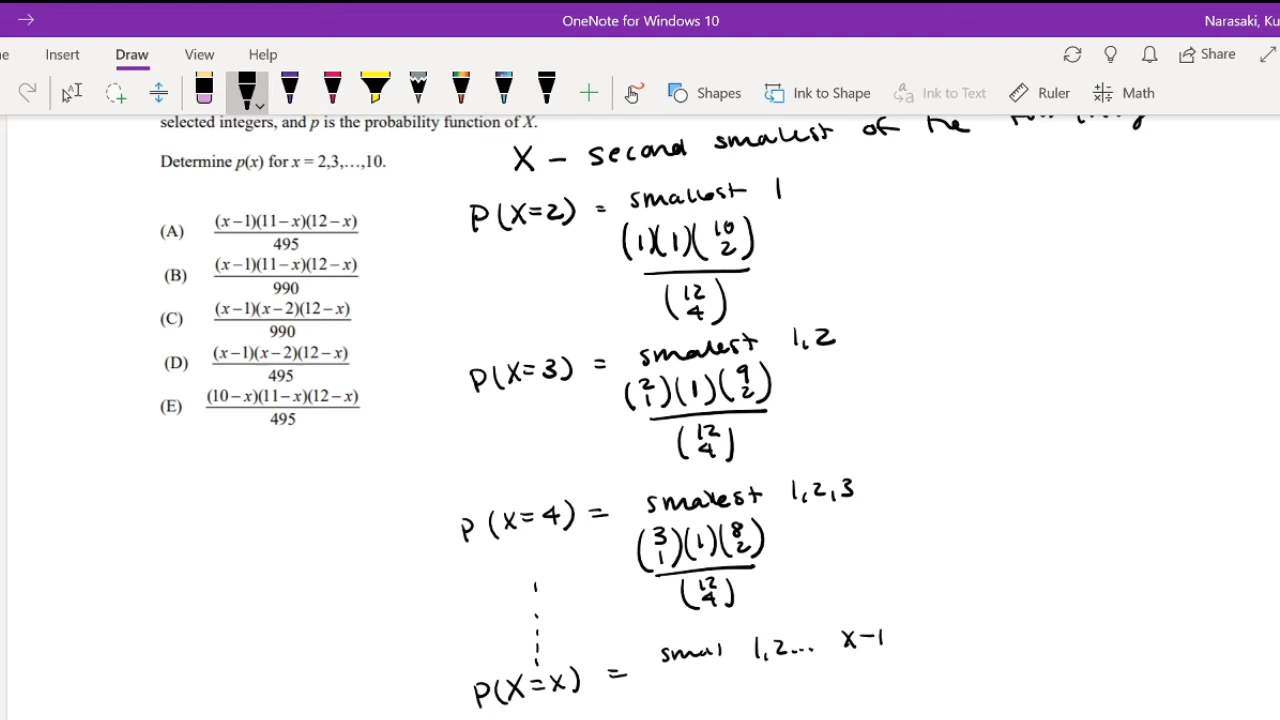 OneNote for Windows 10
Narasaki, Ku
Insert Draw View Help
Share
Shapes Ink to Shape Ink to Text Ruler Math
selected integers, and p is the probability function of X.
X – second smallest of the
Determine p(x) for x = 2,3,…,10.
P(X=2) = smallest 1
(1)(1)(10 2)
(12 4)
(A) (x−1)(11−x)(12−x)
495
(B) (x−1)(11−x)(12−x)
990
(C) (x−1)(x−2)(12−x)
990
(D) (x−1)(x−2)(12−x)
495
(E) (10−x)(11−x)(12−x)
495
P(X=3) = smallest 1,2
(2 1)(1)(9 2)
(12 4)
P(X=4) = smallest 1,2,3
(3 1)(1)(8 2)
(12 4)
P(X=x) = smal 1,2... x−1